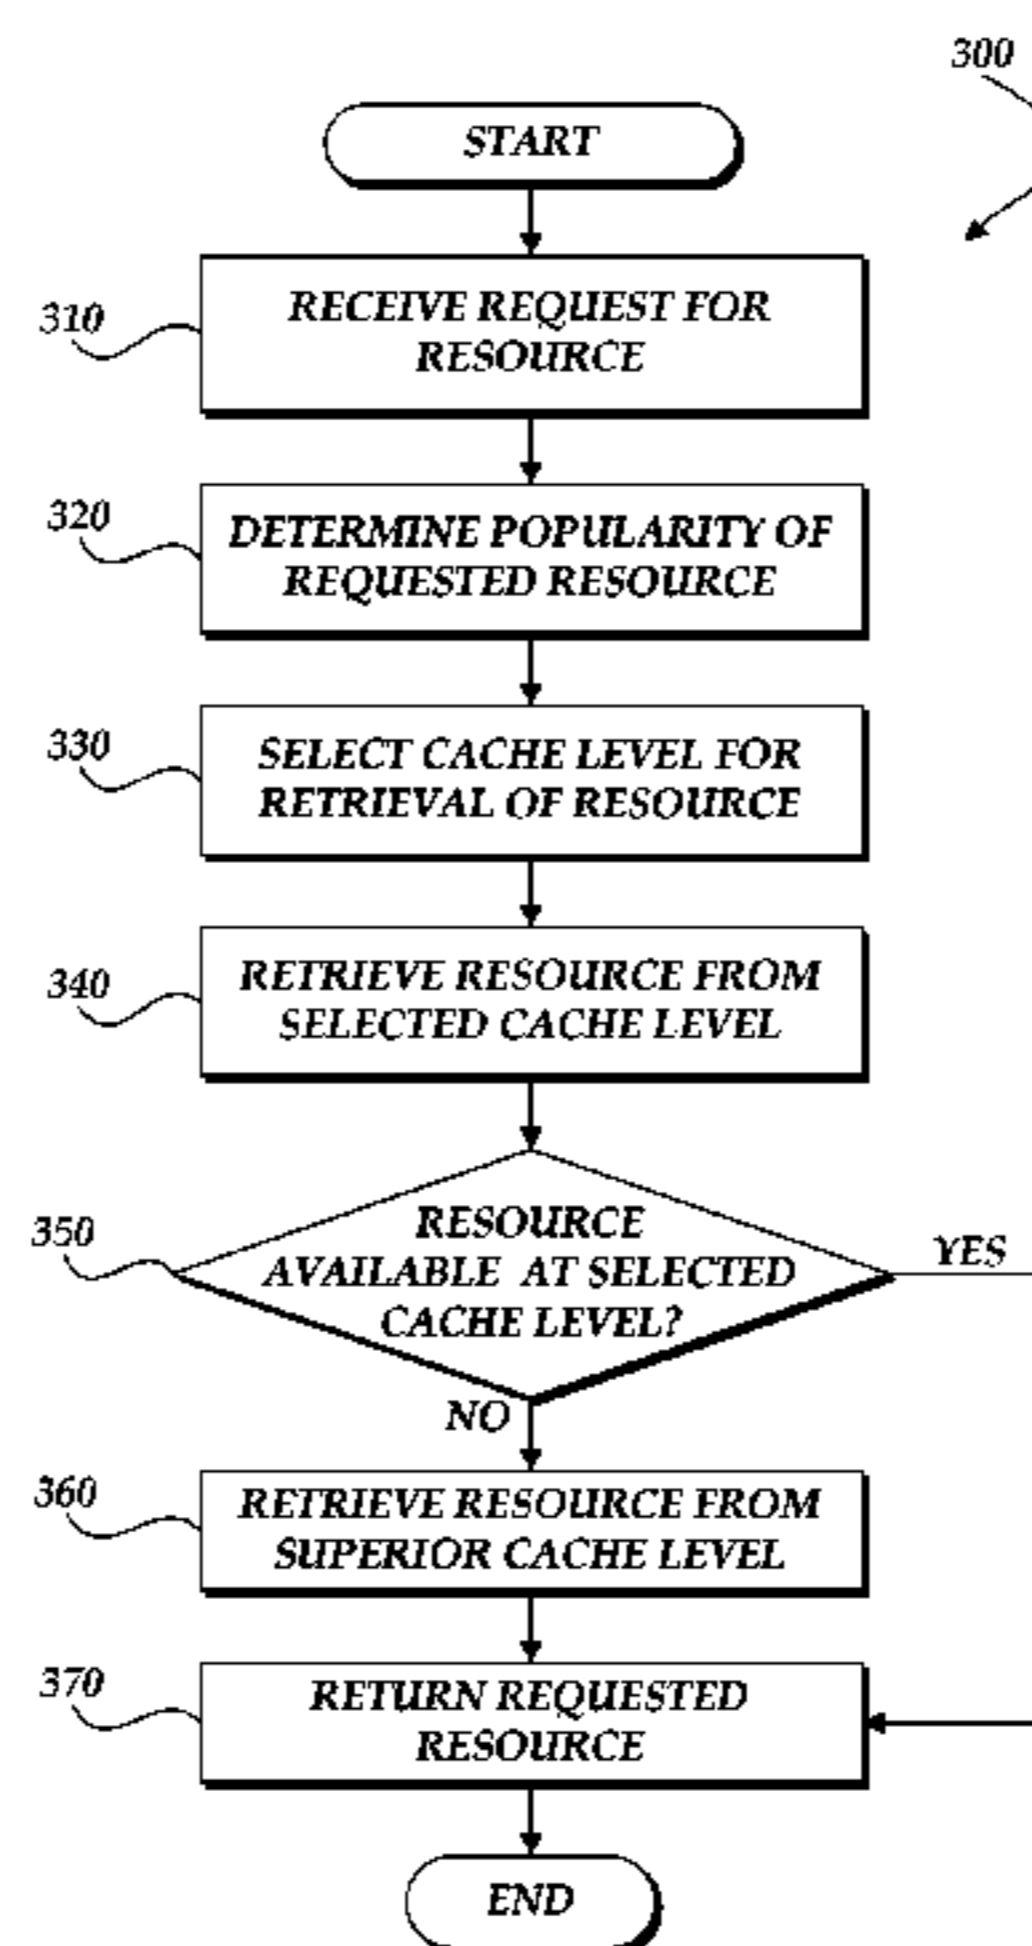 300
START
310
RECEIVE REQUEST FOR
RESOURCE
320
DETERMINE POPULARITY OF
REQUESTED RESOURCE
330
SELECT CACHE LEVEL FOR
RETRIEVAL OF RESOURCE
340
RETRIEVE RESOURCE FROM
SELECTED CACHE LEVEL
350
RESOURCE
AVAILABLE AT SELECTED
CACHE LEVEL?
YES
NO
360
RETRIEVE RESOURCE FROM
SUPERIOR CACHE LEVEL
370
RETURN REQUESTED
RESOURCE
END